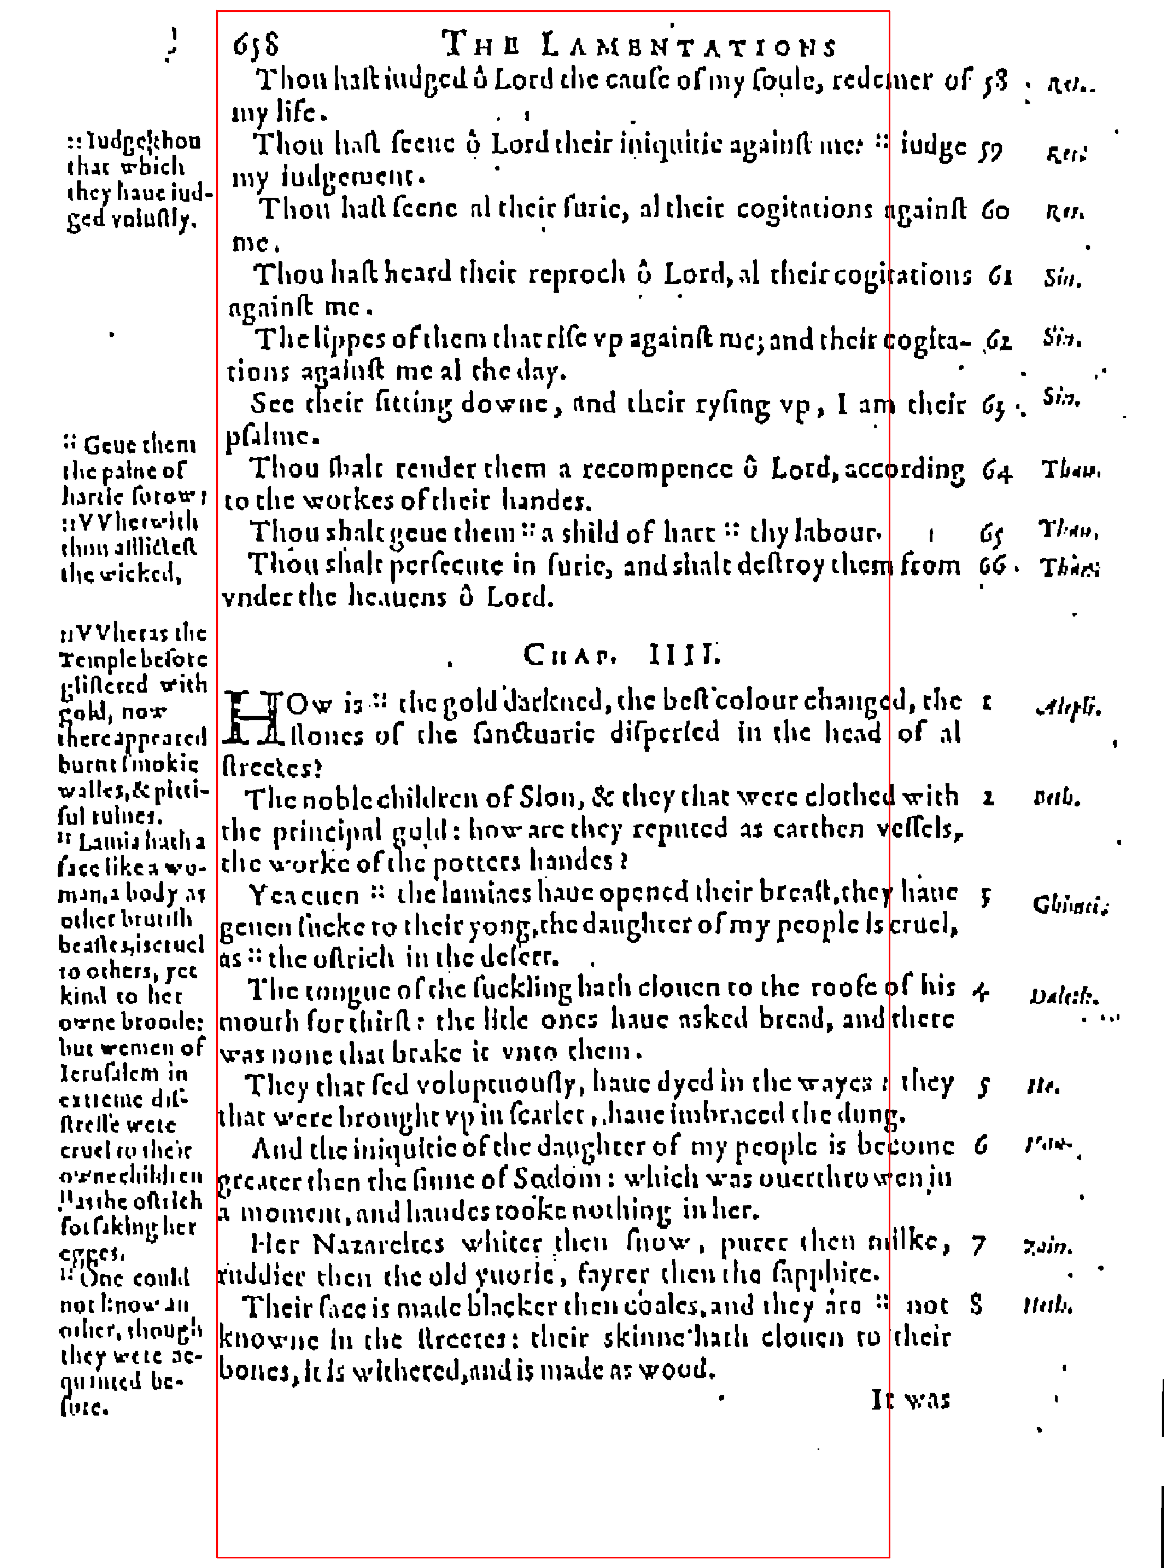 658 THE LAMENTATIONS
Thou hast iudged ô Lord the cause of my soule, redemer of 58 Res.
my life.
Thou hast seene ô Lord their iniquitie against me: :: iudge 59 Res.
my iudgement.
Thou hast seene al their furie, al their cogitations against 60 Res.
me.
Thou hast heard their reproch ô Lord, al their cogitations 61 Sin.
against me.
The lippes of them that rise vp against me; and their cogita- 62 Sin.
tions against me al the day.
See their sitting downe, and their rysing vp, I am their 63 Sin.
psalme.
Thou shalt render them a recompence ô Lord, according 64 Thau.
to the workes of their handes.
Thou shalt geue them :: a shild of hart :: thy labour. 65 Thau.
Thou shalt persecute in furie, and shalt destroy them from 66. Thau.
vnder the heauens ô Lord.
:: Iudge thou
that which
they haue iud-
ged vniustly.
:: Geue them
the paine of
hartie sorow:
:: VVherwith
thou afflictest
the wicked,
CHAP. IIII.
HOw is :: the gold darkned, the best colour changed, the 1 Aleph.
stones of the sanctuarie dispersed in the head of al
streetes?
The noble children of Sion, & they that were clothed with 2 Beth.
the principal gold: how are they reputed as earthen vessels,
the worke of the potters handes?
Yea euen :: the lamiaes haue opened their breast, they haue 3 Ghimel.
geuen sucke to their yong, the daughter of my people is cruel,
as :: the ostrich in the desert.
The tongue of the suckling hath clouen to the roofe of his 4 Daleth.
mouth for thirst: the litle ones haue asked bread, and there
was none that brake it vnto them.
They that fed voluptuously, haue dyed in the wayes: they 5 He.
that were brought vp in scarlet, haue imbraced the dung.
And the iniquitie of the daughter of my people is become 6 Vau.
greater then the sinne of Sodom: which was ouerthrowen in
a moment, and handes tooke nothing in her.
Her Nazareites whiter then snow, purer then milke, 7 Zain.
ruddier then the old yuorie, fayrer then the sapphire.
Their face is made blacker then coales, and they are :: not 8 Heth.
knowne in the streetes: their skinne hath clouen to their
bones, it is withered, and is made as wood.
It was
:: VVheras the
Temple before
glistered with
gold, now
there appeared
burnt smokie
walles, & pitti-
ful ruines.
:: Lamia hath a
face like a wo-
man, a body as
other brutish
beastes, is cruel
to others, yet
kind to her
owne broode:
but wemen of
Ierusalem in
extreme dis-
stresse were
cruel to their
owne children
:: as the ostrich
forsaking her
egges.
:: One could
not know an
other, though
they were ac-
quinted be-
fore.